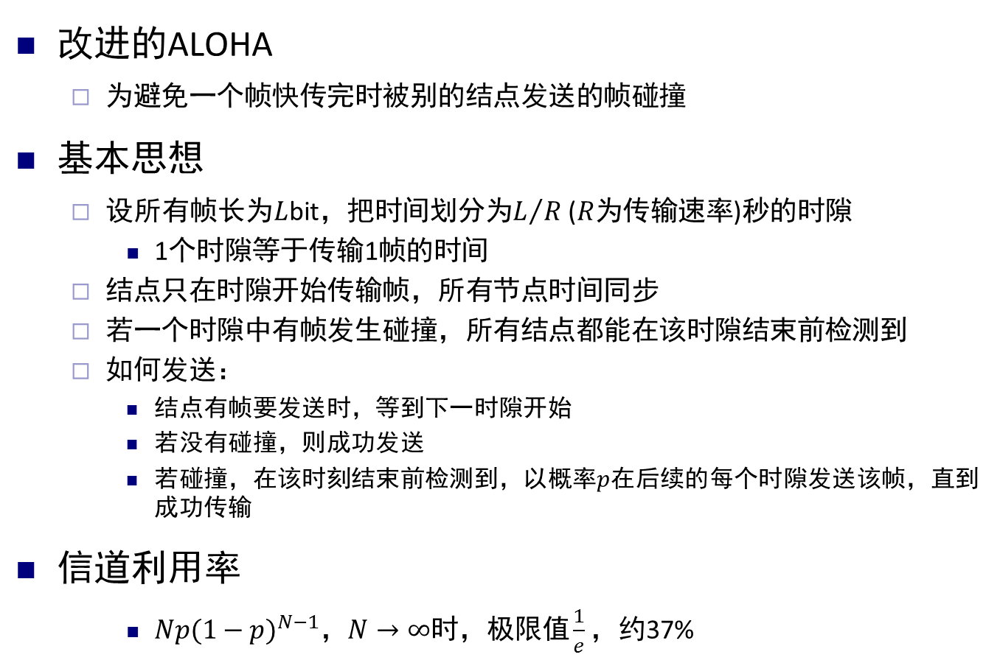 改进的ALOHA
为避免一个帧快传完时被别的结点发送的帧碰撞
基本思想
设所有帧长为Lbit，把时间划分为L/R (R为传输速率)秒的时隙
1个时隙等于传输1帧的时间
结点只在时隙开始传输帧，所有节点时间同步
若一个时隙中有帧发生碰撞，所有结点都能在该时隙结束前检测到
如何发送：
结点有帧要发送时，等到下一时隙开始
若没有碰撞，则成功发送
若碰撞，在该时刻结束前检测到，以概率p在后续的每个时隙发送该帧，直到
成功传输
信道利用率
Np(1 − p)^{N−1}，N → ∞时，极限值\frac{1}{e}，约37%